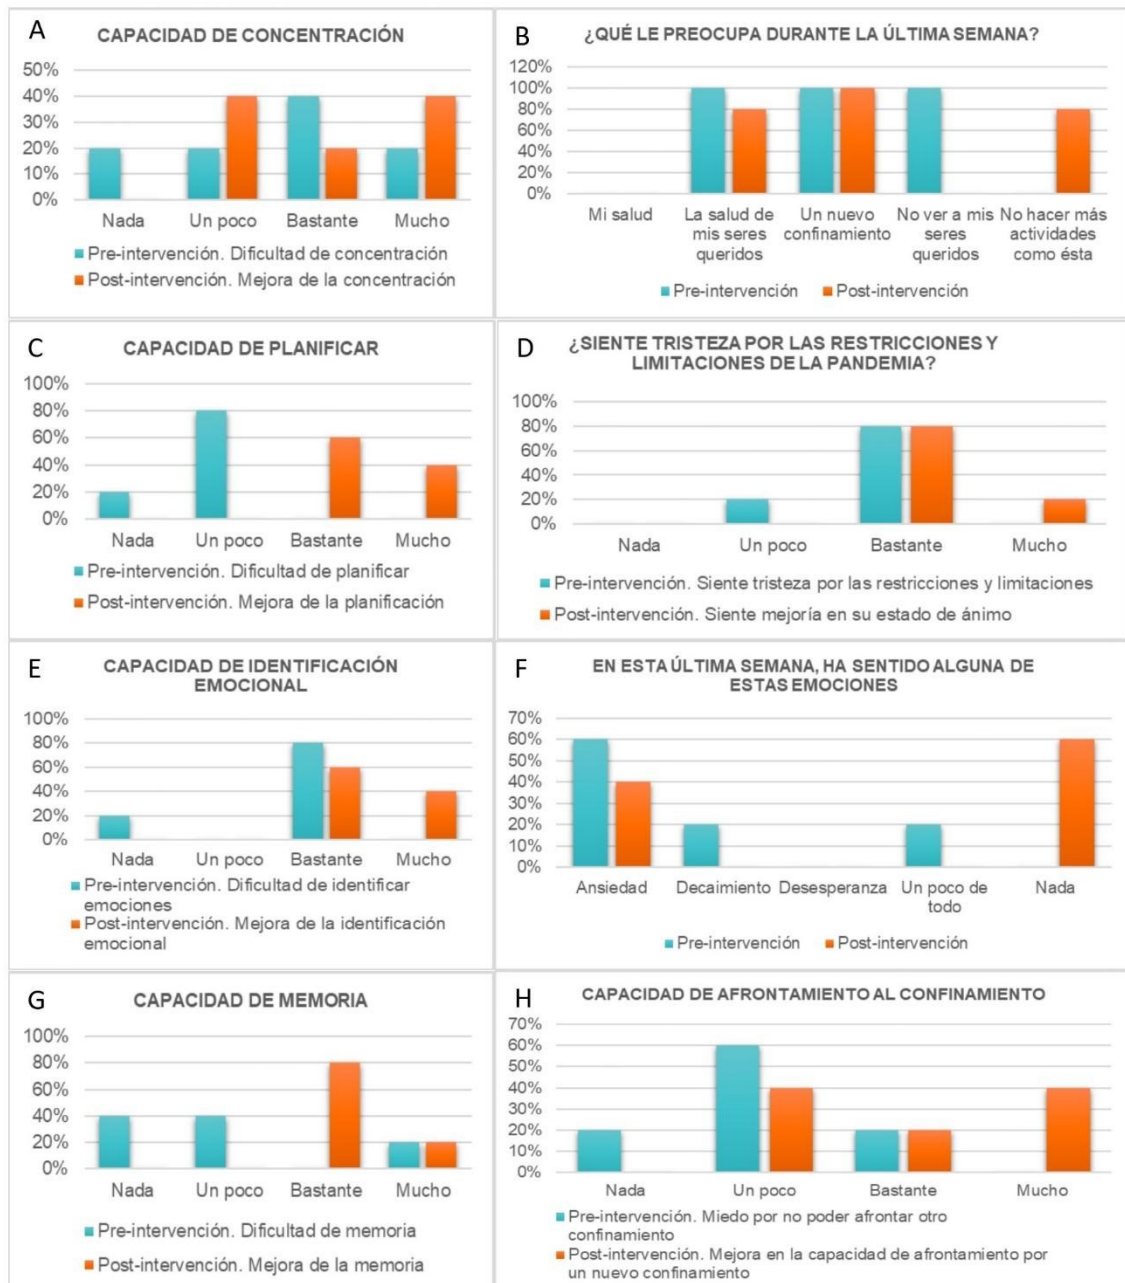 A
CAPACIDAD DE CONCENTRACIÓN
50%
40%
30%
20%
10%
0%
Nada Un poco Bastante Mucho
Pre-intervención. Dificultad de concentración
Post-intervención. Mejora de la concentración
B
¿QUÉ LE PREOCUPA DURANTE LA ÚLTIMA SEMANA?
120%
100%
80%
60%
40%
20%
0%
Mi salud La salud de Un nuevo No ver a mis No hacer más
mis seres confinamiento seres actividades
queridos queridos como ésta
Pre-intervención Post-intervención
C
CAPACIDAD DE PLANIFICAR
100%
80%
60%
40%
20%
0%
Nada Un poco Bastante Mucho
Pre-intervención. Dificultad de planificar
Post-intervención. Mejora de la planificación
D
¿SIENTE TRISTEZA POR LAS RESTRICCIONES Y
LIMITACIONES DE LA PANDEMIA?
100%
80%
60%
40%
20%
0%
Nada Un poco Bastante Mucho
Pre-intervención. Siente tristeza por las restricciones y limitaciones
Post-intervención. Siente mejoría en su estado de ánimo
E
CAPACIDAD DE IDENTIFICACIÓN
EMOCIONAL
100%
80%
60%
40%
20%
0%
Nada Un poco Bastante Mucho
Pre-intervención. Dificultad de identificar
emociones
Post-intervención. Mejora de la identificación
emocional
F
EN ESTA ÚLTIMA SEMANA, HA SENTIDO ALGUNA DE
ESTAS EMOCIONES
70%
60%
50%
40%
30%
20%
10%
0%
Ansiedad Decaimiento Desesperanza Un poco de Nada
todo
Pre-intervención Post-intervención
G
CAPACIDAD DE MEMORIA
100%
80%
60%
40%
20%
0%
Nada Un poco Bastante Mucho
Pre-intervención. Dificultad de memoria
Post-intervención. Mejora de la memoria
H
CAPACIDAD DE AFRONTAMIENTO AL CONFINAMIENTO
70%
60%
50%
40%
30%
20%
10%
0%
Nada Un poco Bastante Mucho
Pre-intervención. Miedo por no poder afrontar otro
confinamiento
Post-intervención. Mejora en la capacidad de afrontamiento por
un nuevo confinamiento